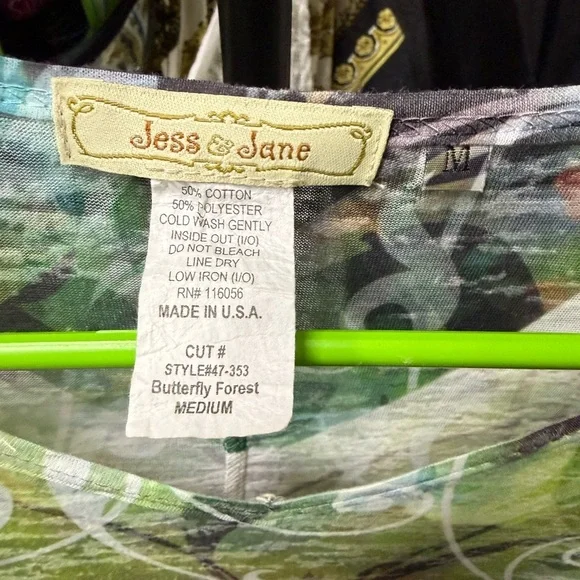 Jess & Jane
M
50% COTTON
50% POLYESTER
COLD WASH GENTLY
INSIDE OUT (I/O)
DO NOT BLEACH
LINE DRY
LOW IRON (I/O)
RN# 116056
MADE IN U.S.A.
CUT #
STYLE#47-353
Butterfly Forest
MEDIUM